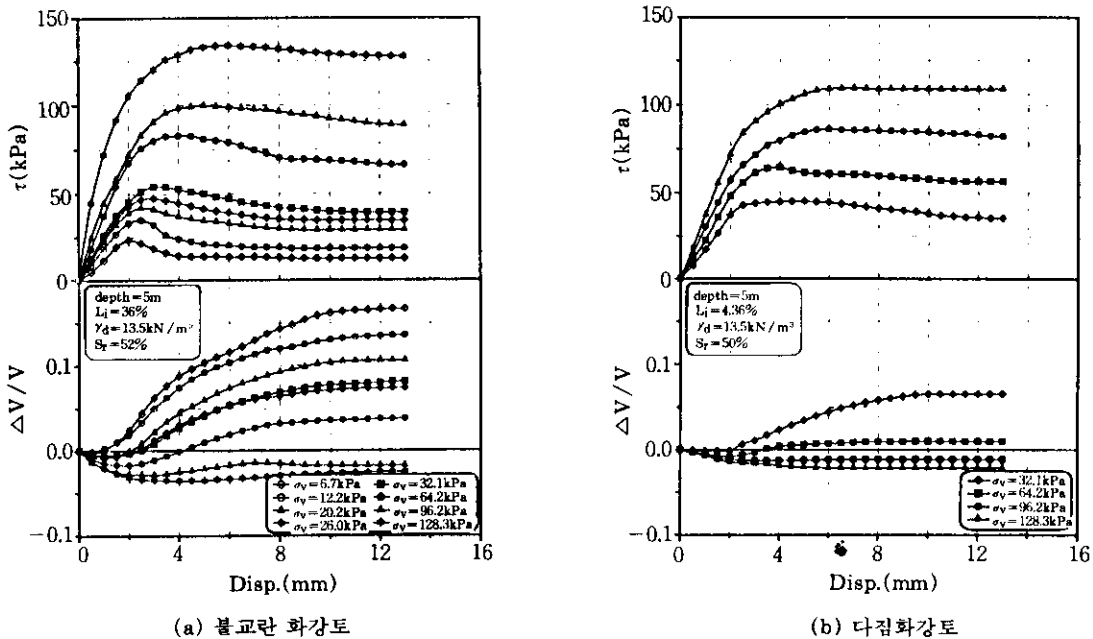 150
100
50
0
τ(kPa)
depth=5m
Li=36%
γd=13.5kN/m³
Sr=52%
0.1
0.0
−0.1
△V/V
σv=6.7kPa
σv=12.2kPa
σv=20.2kPa
σv=26.0kPa
σv=32.1kPa
σv=64.2kPa
σv=96.2kPa
σv=128.3kPa
0 4 8 12 16
Disp.(mm)
(a) 불교란 화강토
150
100
50
0
τ(kPa)
depth=5m
Li=4.36%
γd=13.5kN/m³
Sr=50%
0.1
0.0
−0.1
△V/V
σv=32.1kPa
σv=64.2kPa
σv=96.2kPa
σv=128.3kPa
0 4 8 12 16
Disp.(mm)
(b) 다짐화강토